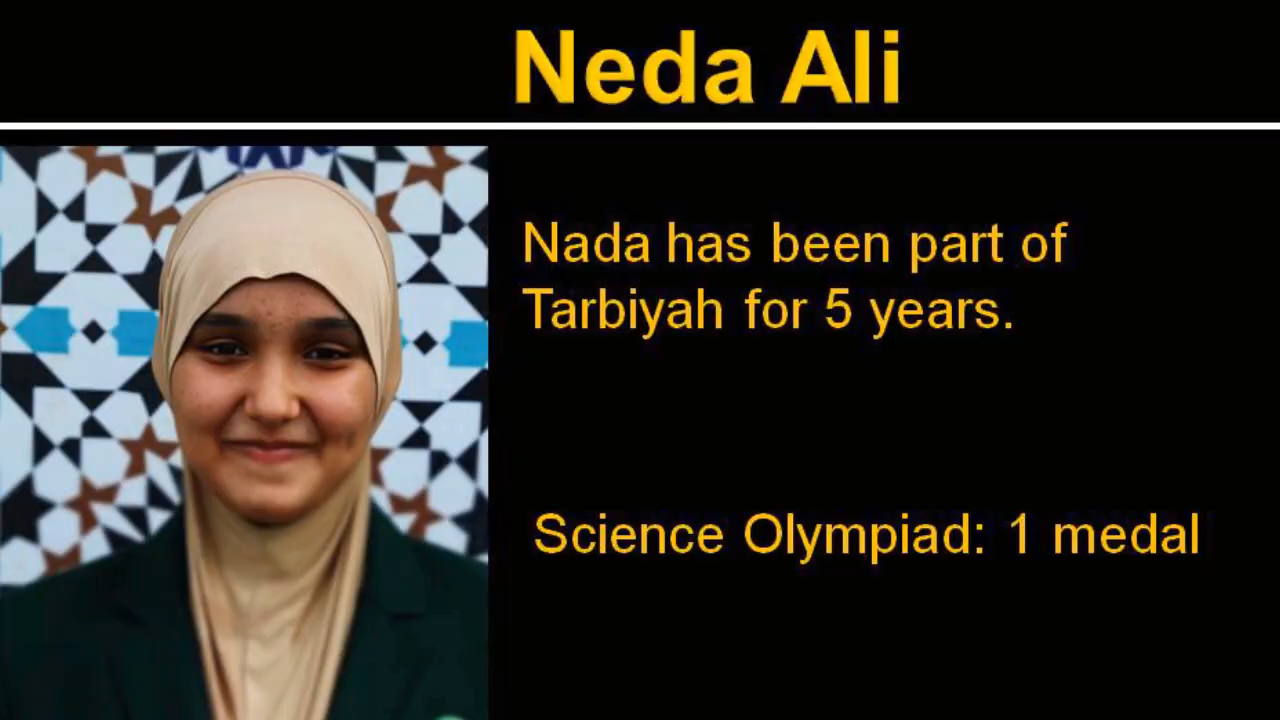 Neda Ali
Nada has been part of
Tarbiyah for 5 years.
Science Olympiad: 1 medal